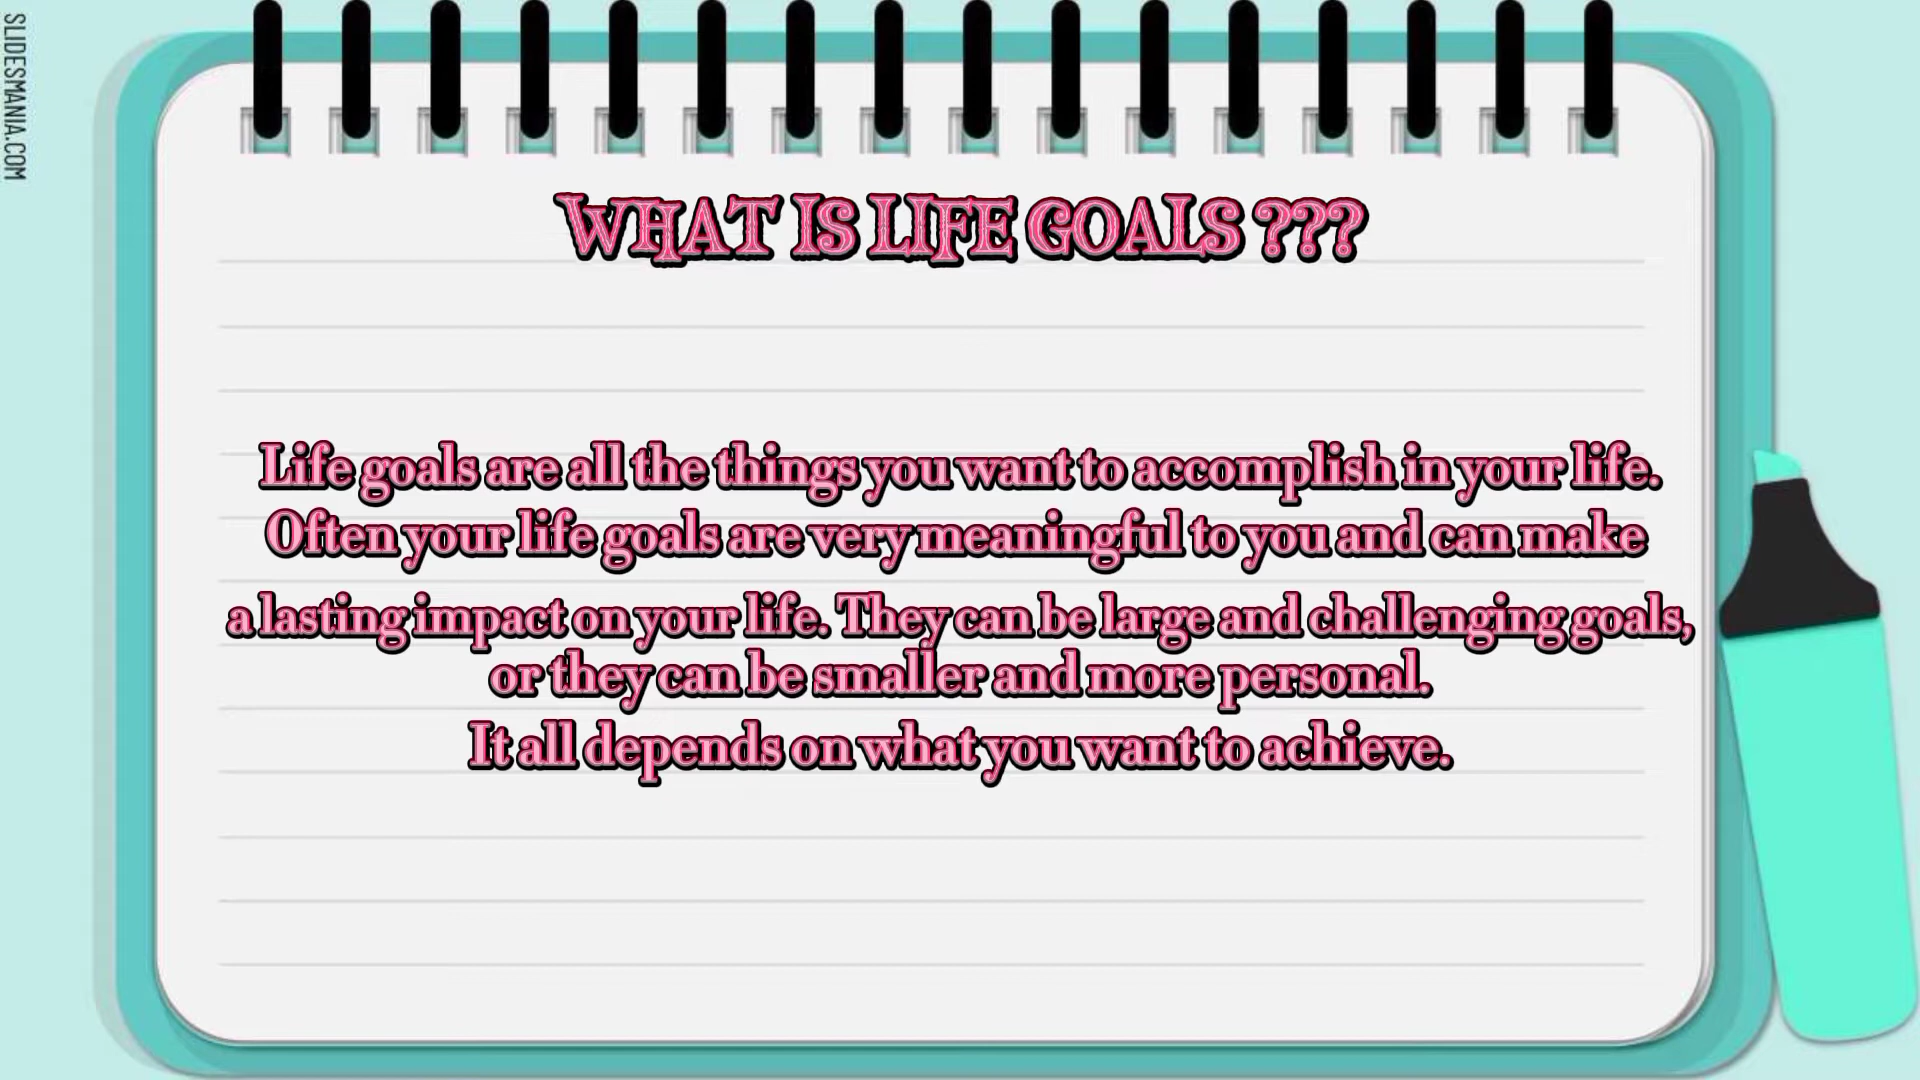 SLIDESMANIA.COM
WHAT IS LIFE GOALS ???
Life goals are all the things you want to accomplish in your life.
Often your life goals are very meaningful to you and can make
a lasting impact on your life. They can be large and challenging goals,
or they can be smaller and more personal.
It all depends on what you want to achieve.